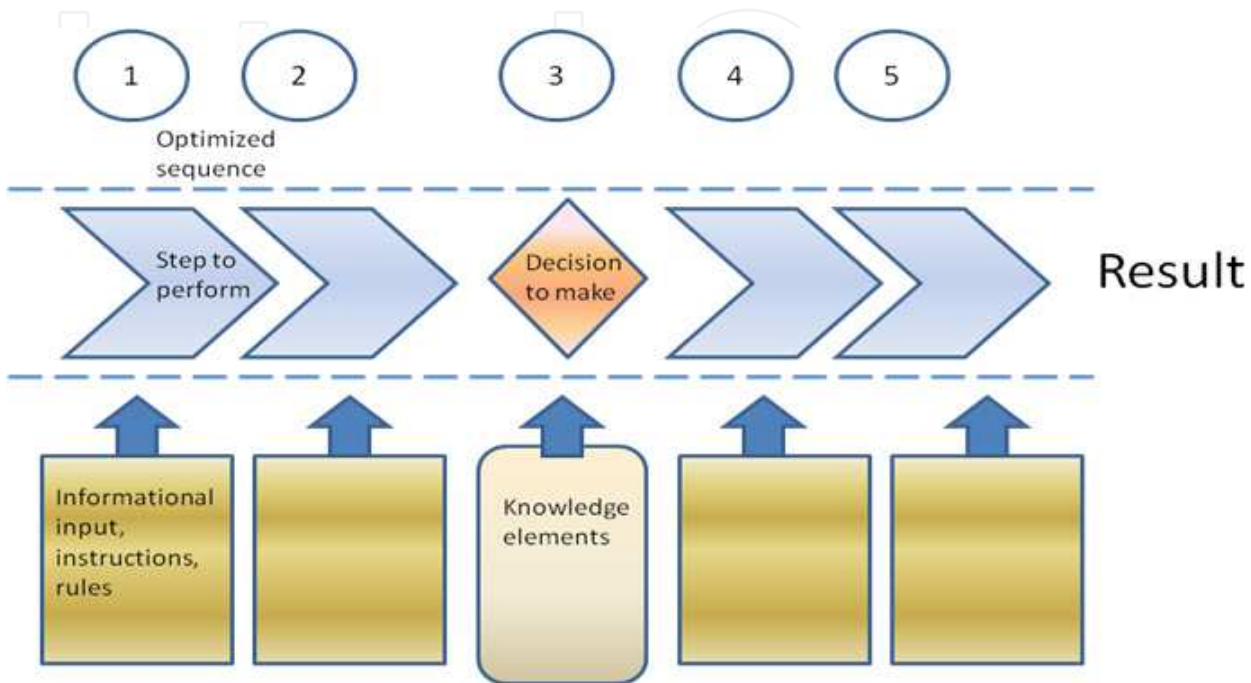 1
2
3
4
5
Optimized
sequence
Step to
perform
Decision
to make
Result
Informational
input,
instructions,
rules
Knowledge
elements